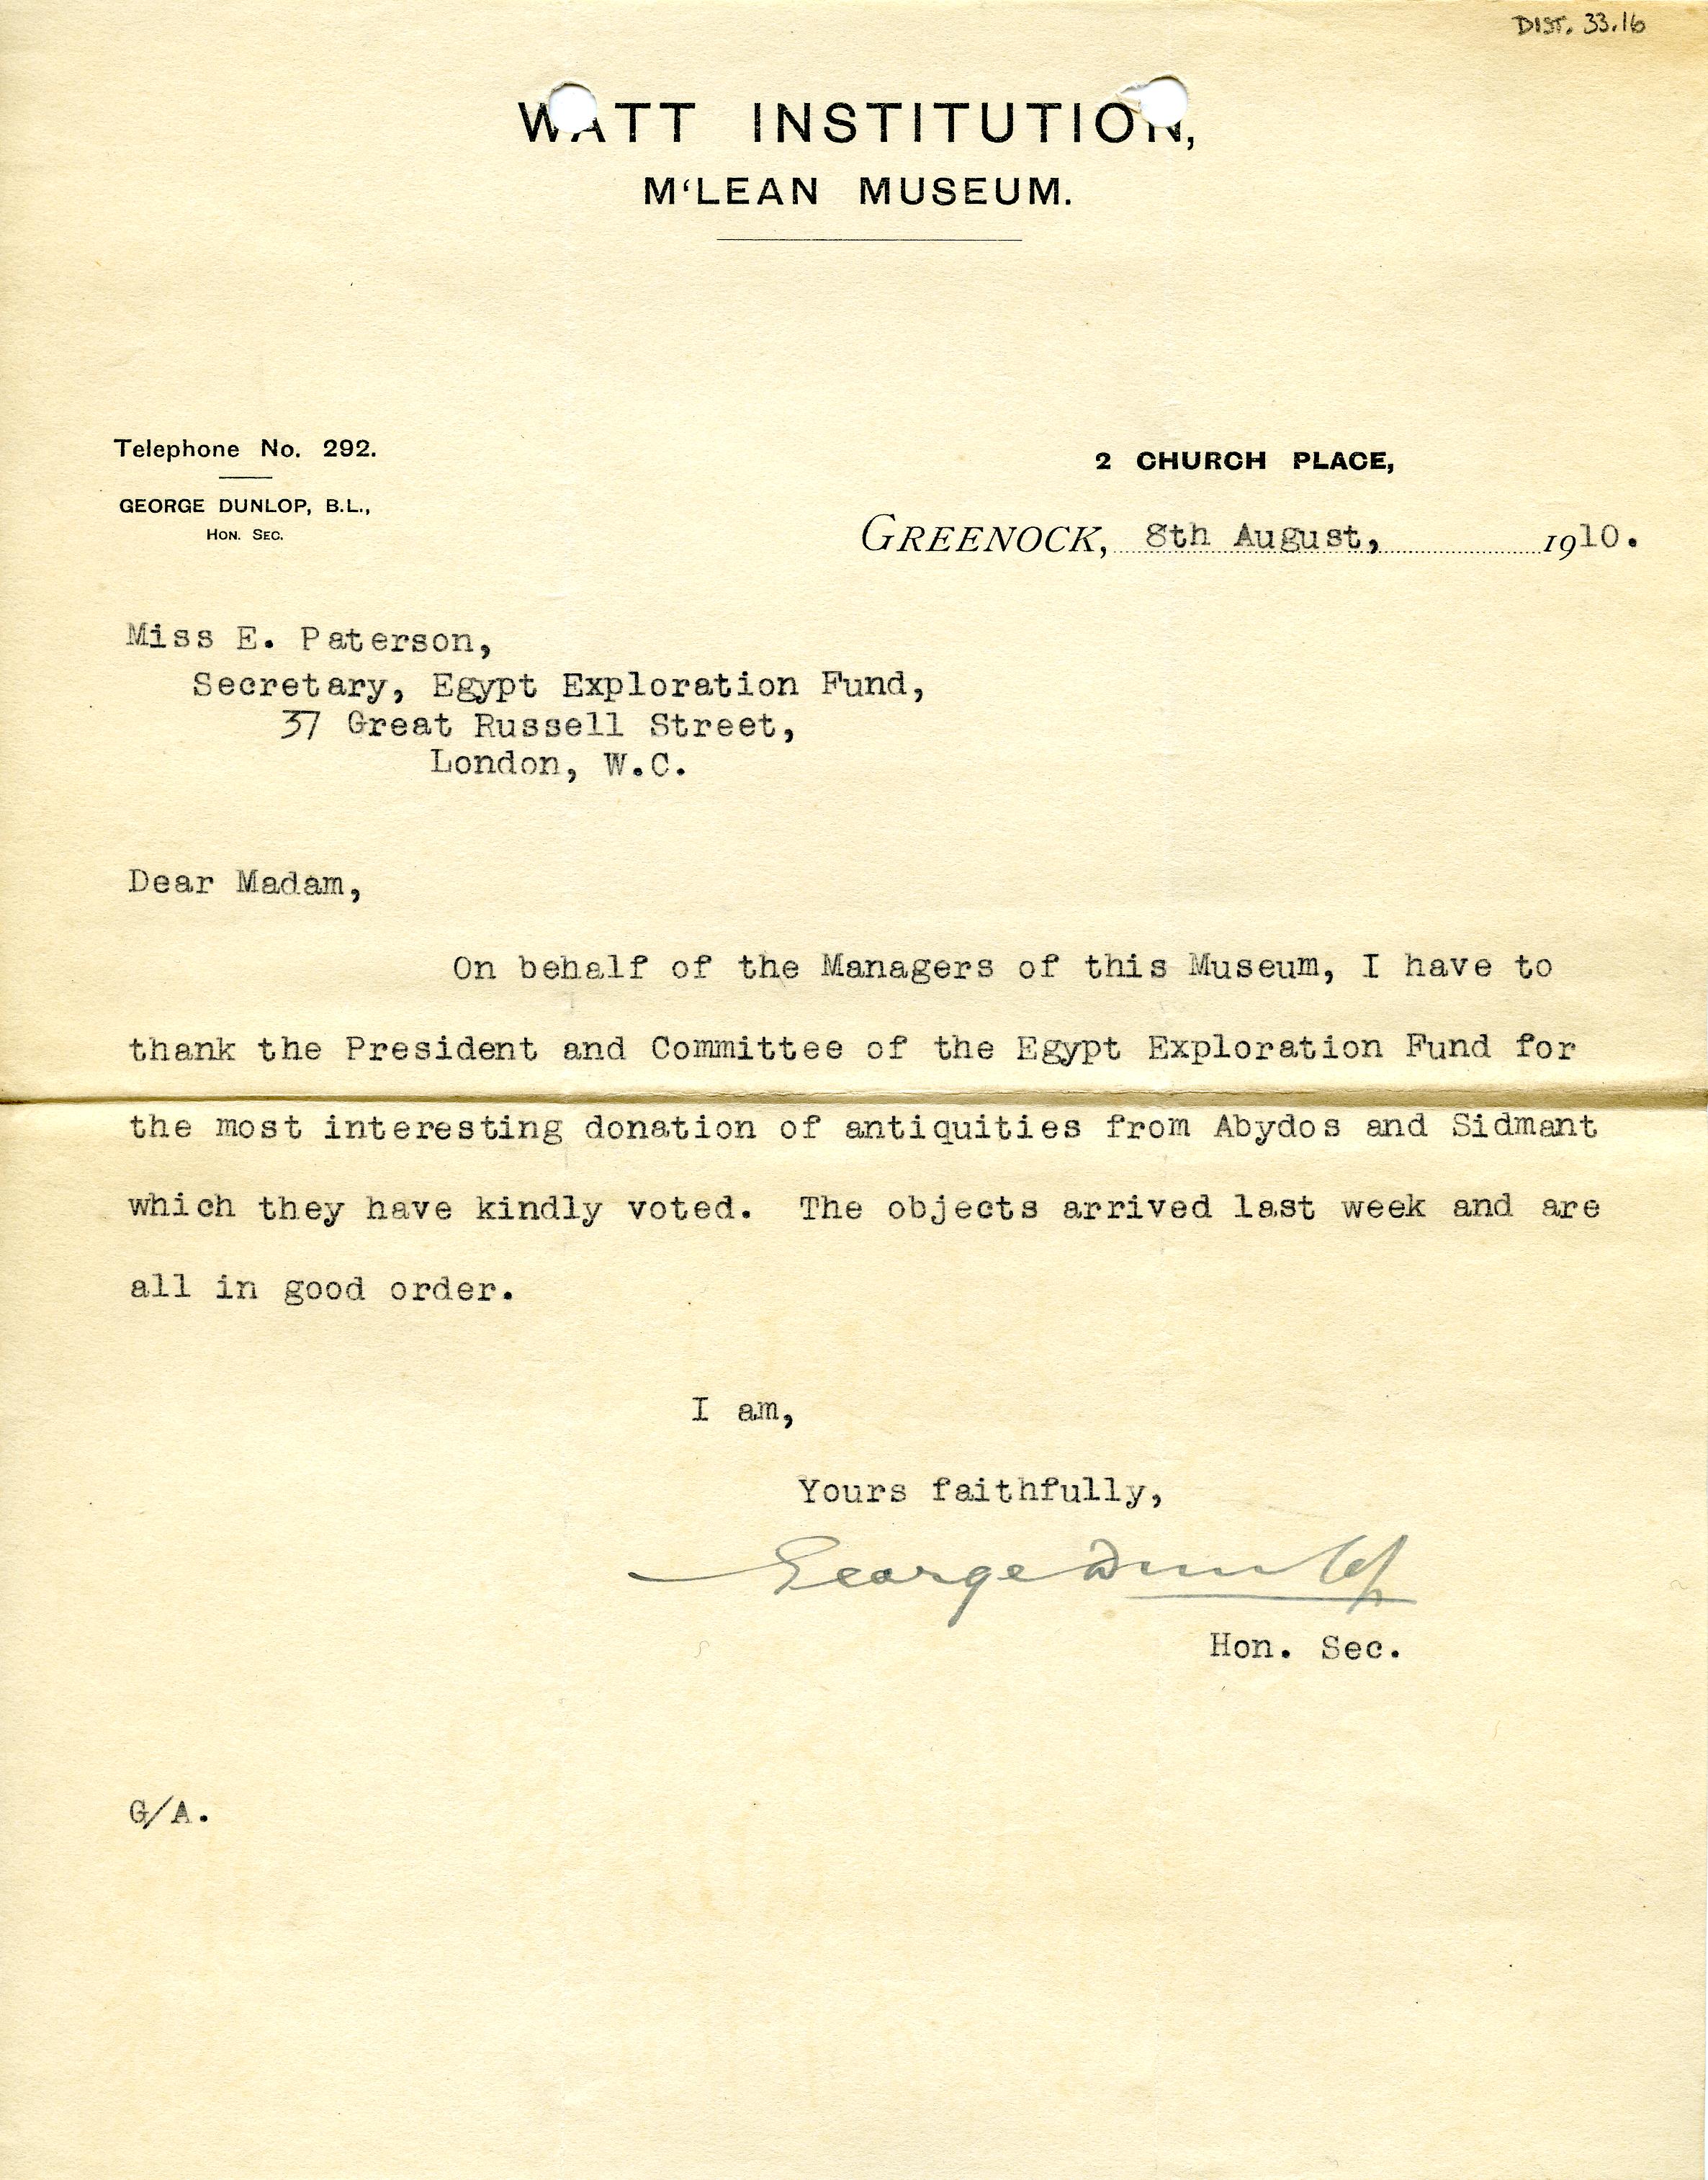 DIST. 33.16
WATT INSTITUTION,
M‘LEAN MUSEUM.
Telephone No. 292.
GEORGE DUNLOP, B.L.,
HON. SEC.
2 CHURCH PLACE,
GREENOCK, 8th August, 1910.
Miss E. Paterson,
Secretary, Egypt Exploration Fund,
37 Great Russell Street,
London, W.C.
Dear Madam,
On behalf of the Managers of this Museum, I have to
thank the President and Committee of the Egypt Exploration Fund for
the most interesting donation of antiquities from Abydos and Sidmant
which they have kindly voted. The objects arrived last week and are
all in good order.
I am,
Yours faithfully,
George Dunlop
Hon. Sec.
G/A.